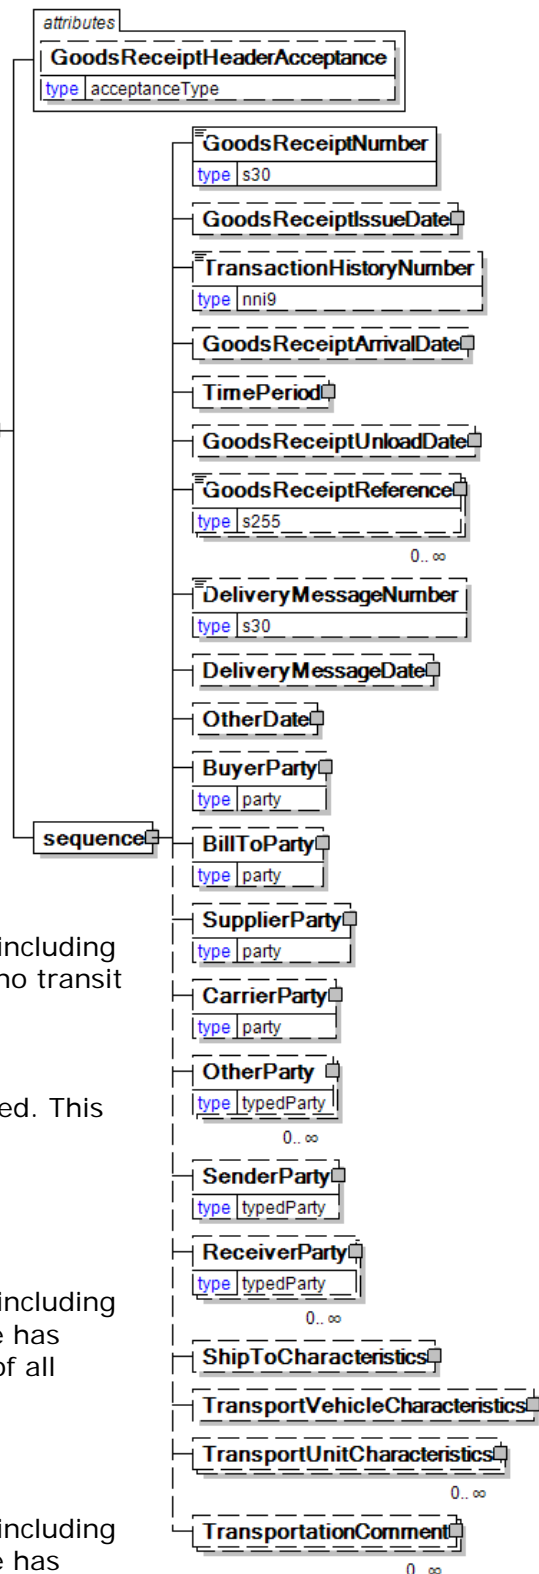 attributes
GoodsReceiptHeaderAcceptance
type acceptanceType
GoodsReceiptNumber
type s30
GoodsReceiptIssueDate
TransactionHistoryNumber
type nni9
GoodsReceiptArrivalDate
TimePeriod
GoodsReceiptUnloadDate
GoodsReceiptReference
type s255
0.. ∞
DeliveryMessageNumber
type s30
DeliveryMessageDate
OtherDate
BuyerParty
type party
sequence
BillToParty
type party
SupplierParty
type party
including
no transit
CarrierParty
type party
OtherParty
type typedParty
0.. ∞
ed. This
SenderParty
type typedParty
ReceiverParty
type typedParty
0.. ∞
including
e has
of all
ShipToCharacteristics
TransportVehicleCharacteristics
TransportUnitCharacteristics
0.. ∞
including
e has
TransportationComment
0.. ∞